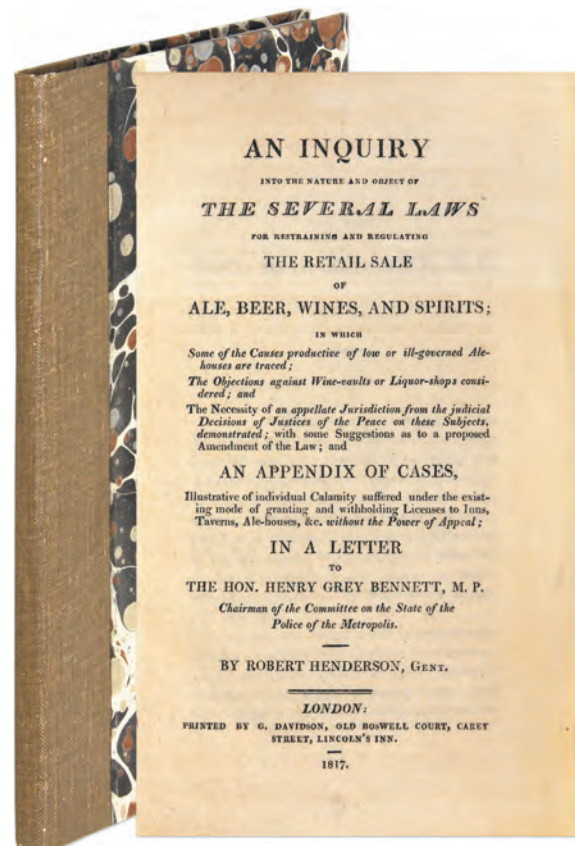 AN INQUIRY
INTO THE NATURE AND OBJECT OF
THE SEVERAL LAWS
FOR RESTRAINING AND REGULATING
THE RETAIL SALE
OF
ALE, BEER, WINES, AND SPIRITS;
IN WHICH
Some of the Causes productive of low or ill-governed Ale-
houses are traced;
The Objections against Wine-vaults or Liquor-shops consi-
dered; and
The Necessity of an appellate Jurisdiction from the judicial
Decisions of Justices of the Peace on these Subjects,
demonstrated; with some Suggestions as to a proposed
Amendment of the Law; and
AN APPENDIX OF CASES,
Illustrative of individual Calamity suffered under the exist-
ing mode of granting and withholding Licenses to Inns,
Taverns, Ale-houses, &c. without the Power of Appeal;
IN A LETTER
TO
THE HON. HENRY GREY BENNETT, M. P.
Chairman of the Committee on the State of the
Police of the Metropolis.
BY ROBERT HENDERSON, GENT.
LONDON:
PRINTED BY G. DAVIDSON, OLD BOSWELL COURT, CAREY
STREET, LINCOLN'S INN.
1817.